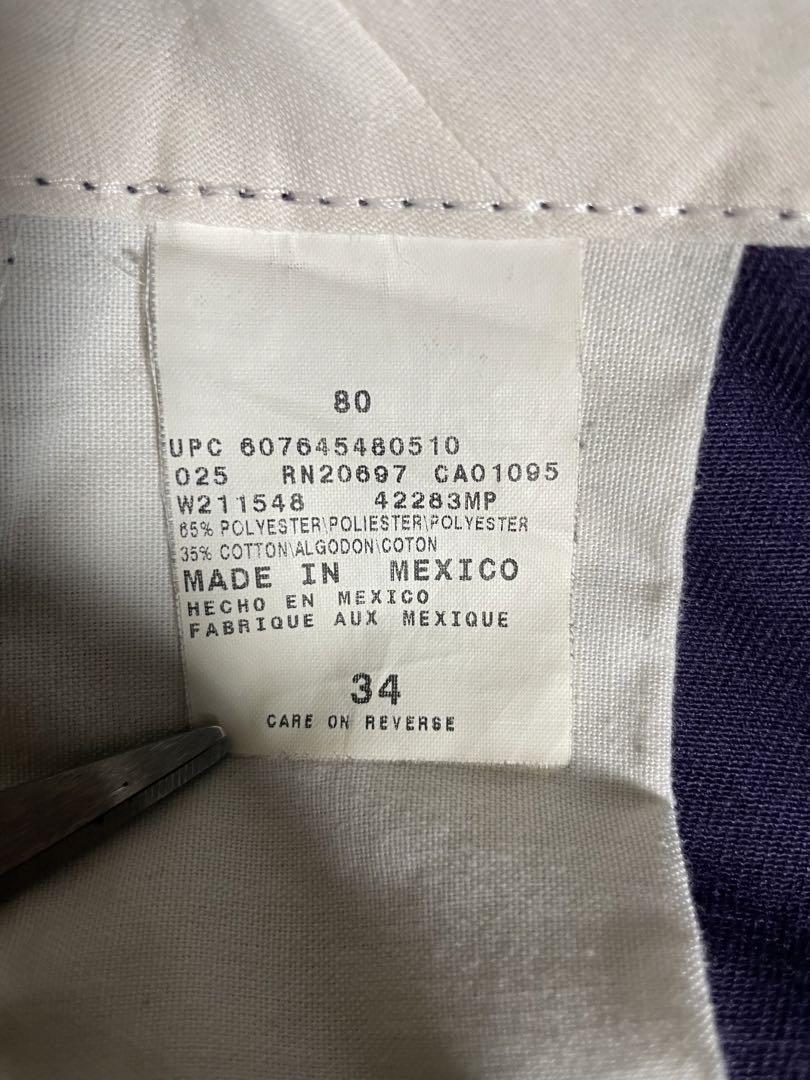 80
UPC 607645480510
025 RN20697 CA01095
W211548 42283MP
65% POLYESTER\POLIESTER\POLYESTER
35% COTTON\ALGODON\COTON
MADE IN MEXICO
HECHO EN MEXICO
FABRIQUE AUX MEXIQUE
34
CARE ON REVERSE